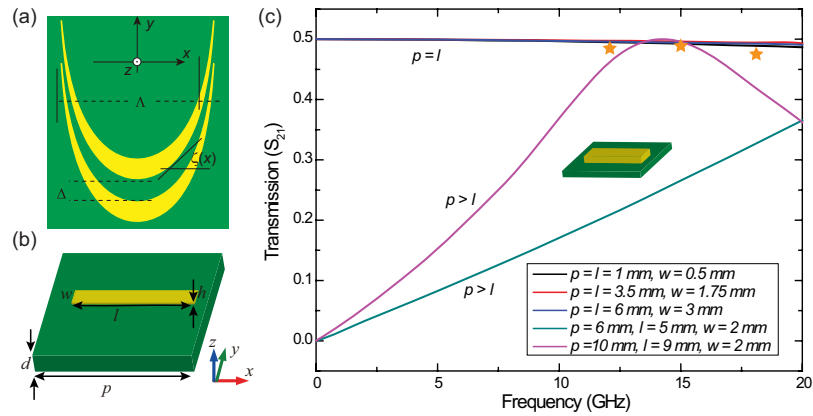 (a)
y
x
z
Λ
ζ(x)
Δ
(b)
w
h
l
d
p
z
y
x
(c)
Transmission (S21)
0.5
0.4
0.3
0.2
0.1
0.0
p = l
p > l
p > l
p = l = 1 mm, w = 0.5 mm
p = l = 3.5 mm, w = 1.75 mm
p = l = 6 mm, w = 3 mm
p = 6 mm, l = 5 mm, w = 2 mm
p =10 mm, l = 9 mm, w = 2 mm
0 5 10 15 20
Frequency (GHz)